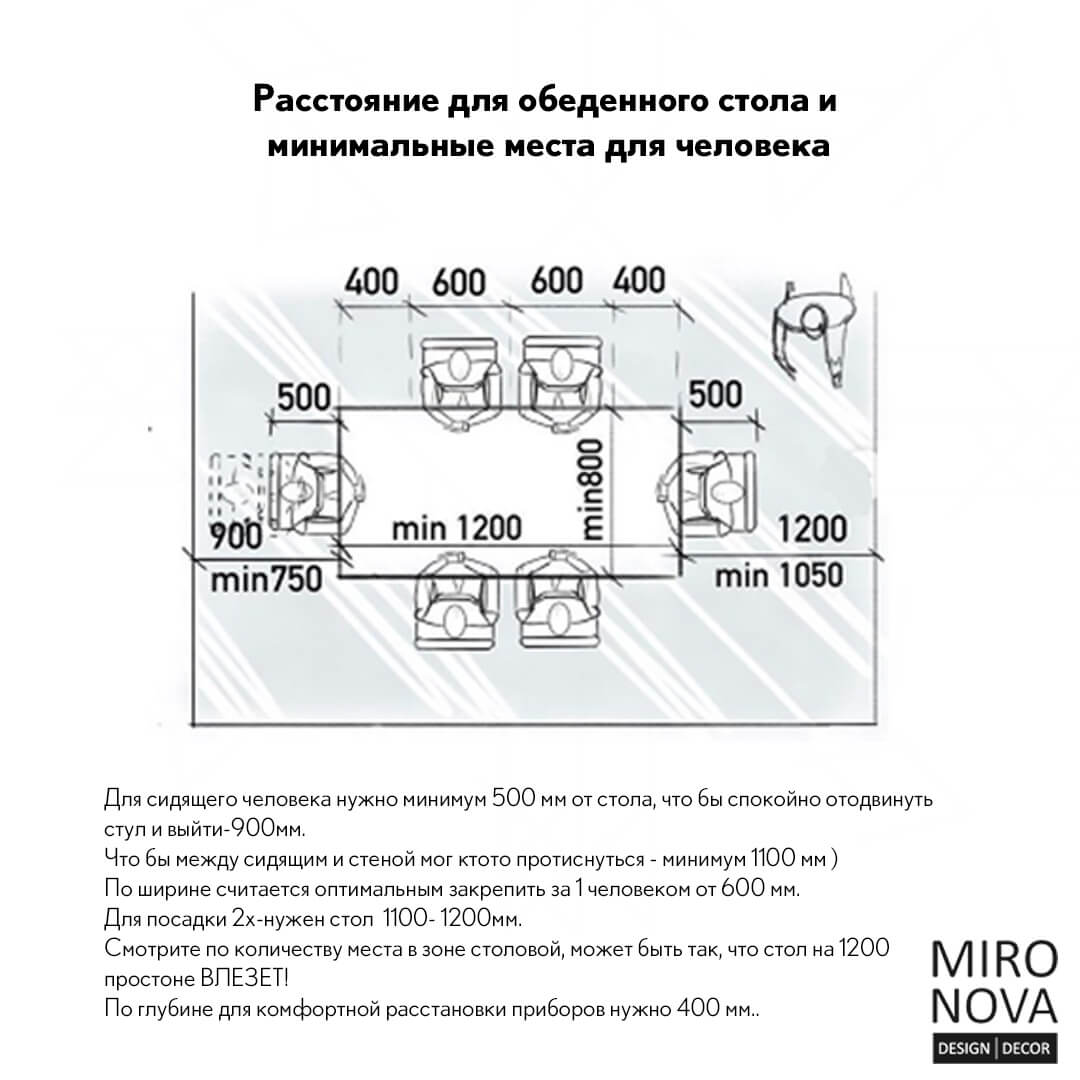 Расстояние для обеденного стола и
минимальные места для человека
400 600 600 400
500 500
min800
900 min 1200 1200
min750 min 1050
Для сидящего человека нужно минимум 500 мм от стола, что бы спокойно отодвинуть
стул и выйти-900мм.
Что бы между сидящим и стеной мог ктото протиснуться - минимум 1100 мм )
По ширине считается оптимальным закрепить за 1 человеком от 600 мм.
Для посадки 2х-нужен стол 1100- 1200мм.
Смотрите по количеству места в зоне столовой, может быть так, что стол на 1200
простоне ВЛЕЗЕТ!
По глубине для комфортной расстановки приборов нужно 400 мм..
MIRO
NOVA
DESIGN | DECOR